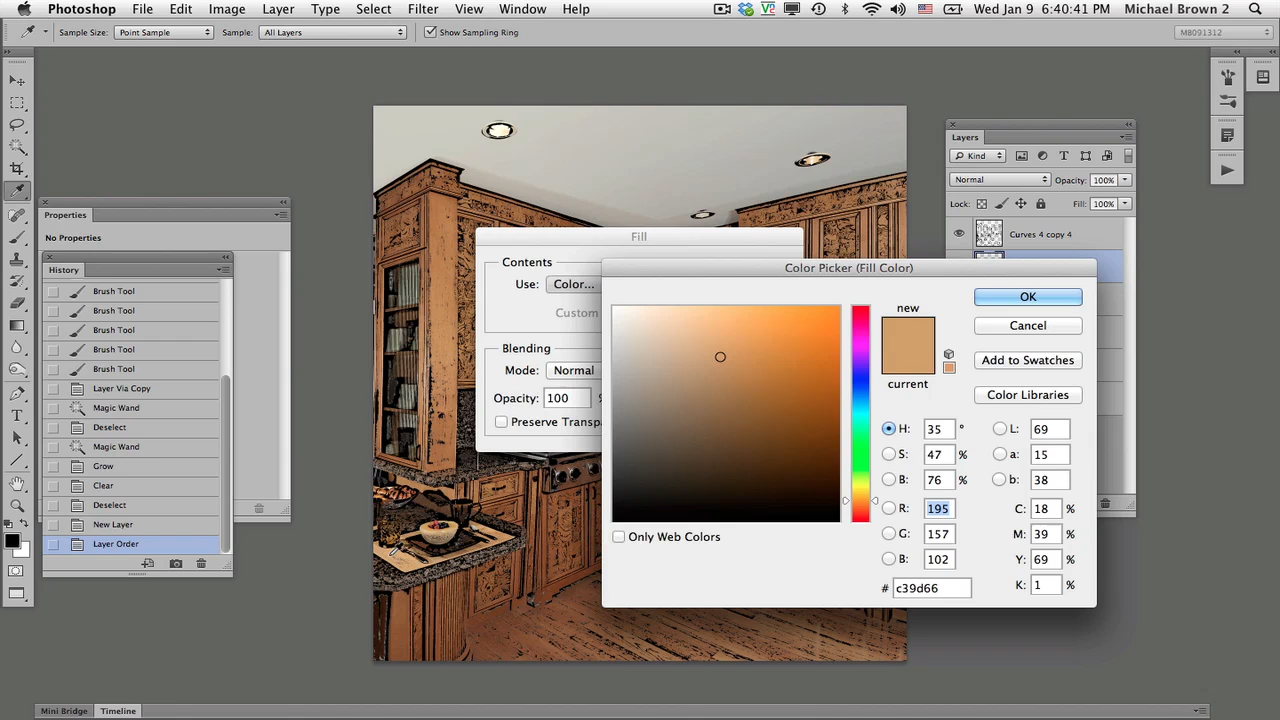 Photoshop File Edit Image Layer Type Select Filter View Window Help Wed Jan 9 6:40:41 PM Michael Brown 2
Sample Size: Point Sample Sample: All Layers Show Sampling Ring M8091312
Properties
No Properties
History
Brush Tool
Brush Tool
Brush Tool
Brush Tool
Brush Tool
Layer Via Copy
Magic Wand
Deselect
Magic Wand
Grow
Clear
Deselect
New Layer
Layer Order
Fill
Contents
Use: Color...
Custom
Blending
Mode: Normal
Opacity: 100
Preserve Transpa
Color Picker (Fill Color)
new
current
OK
Cancel
Add to Swatches
Color Libraries
H: 35 °
S: 47 %
B: 76 %
R: 195
G: 157
B: 102
# c39d66
L: 69
a: 15
b: 38
C: 18 %
M: 39 %
Y: 69 %
K: 1 %
Only Web Colors
Layers
Kind
Normal Opacity: 100%
Lock: Fill: 100%
Curves 4 copy 4
Mini Bridge Timeline